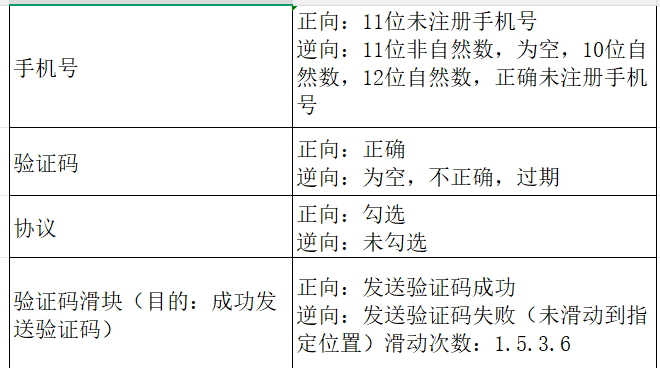 手机号
正向：11位未注册手机号
逆向：11位非自然数，为空，10位自
然数，12位自然数，正确未注册手机
号
验证码
正向：正确
逆向：为空，不正确，过期
协议
正向：勾选
逆向：未勾选
验证码滑块（目的：成功发
送验证码）
正向：发送验证码成功
逆向：发送验证码失败（未滑动到指
定位置）滑动次数：1.5.3.6